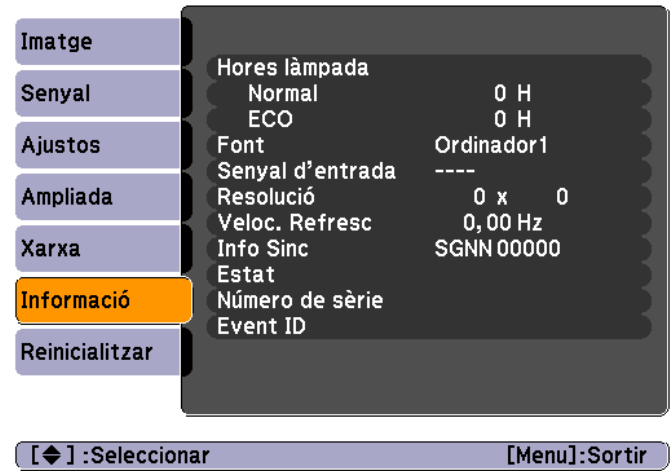 Imatge
Senyal
Ajustos
Ampliada
Xarxa
Informació
Reinicialitzar
Hores làmpada
Normal 0 H
ECO 0 H
Font Ordinador1
Senyal d'entrada ----
Resolució 0 x 0
Veloc. Refresc 0,00 Hz
Info Sinc SGNN 00000
Estat
Número de sèrie
Event ID
[◆] :Seleccionar [Menu]:Sortir